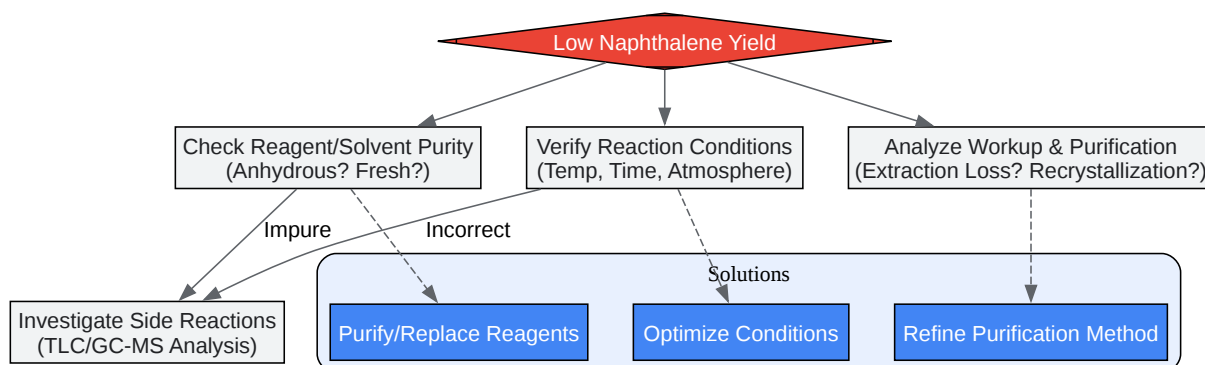 Low Naphthalene Yield
Check Reagent/Solvent Purity
(Anhydrous? Fresh?)
Verify Reaction Conditions
(Temp, Time, Atmosphere)
Analyze Workup & Purification
(Extraction Loss? Recrystallization?)
Impure
Incorrect
Solutions
Investigate Side Reactions
(TLC/GC-MS Analysis)
Purify/Replace Reagents
Optimize Conditions
Refine Purification Method